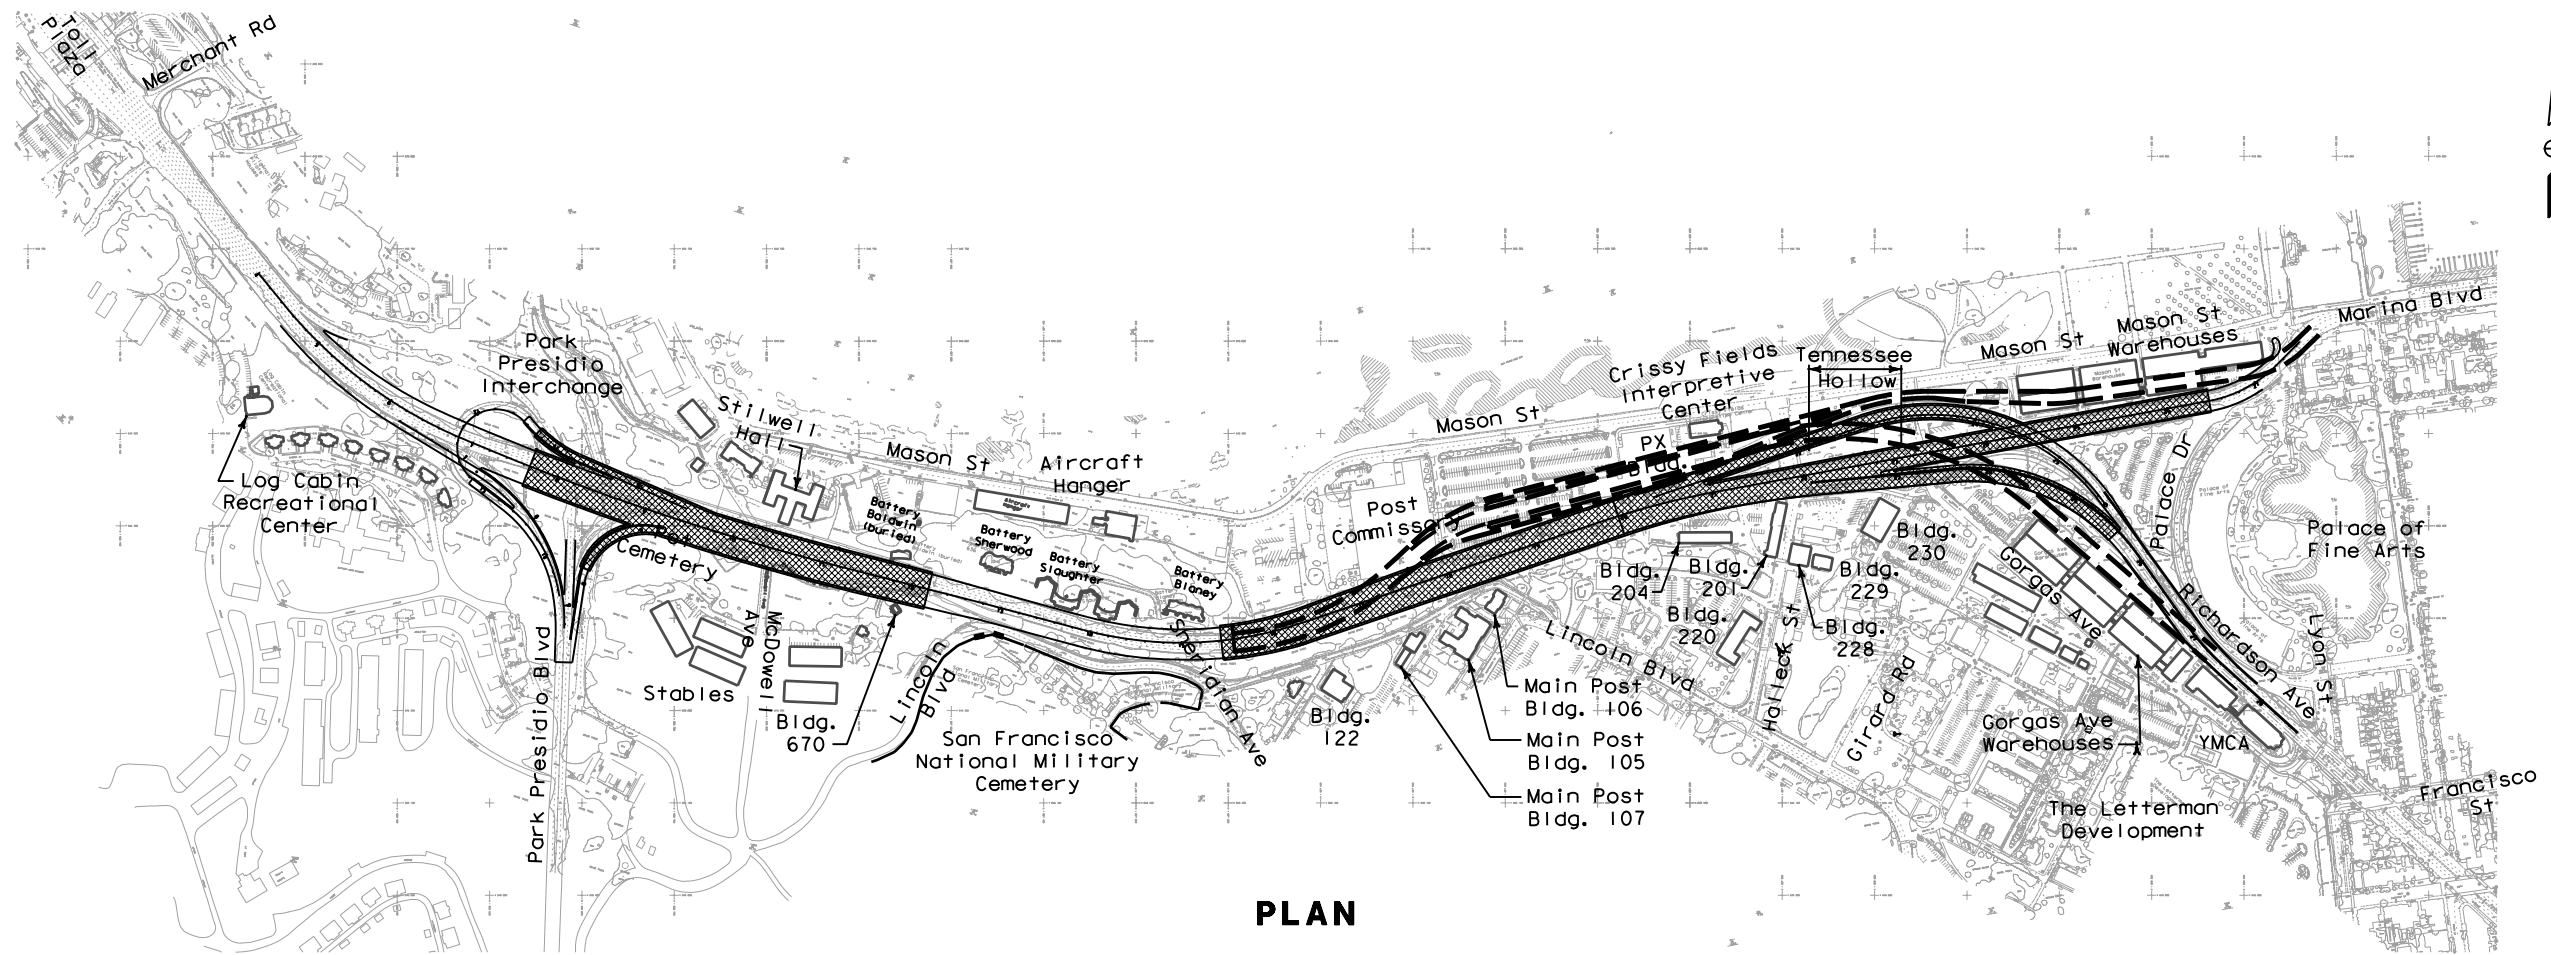 Toll
Plaza
Merchant Rd
Park
Presidio
Interchange
Log Cabin
Recreational
Center
Stilwell
Hall
Mason St
Aircraft
Hanger
Battery
Baldwin
(buried)
Battery
Sherwood
Battery
Slaughter
Battery
Blaney
Pet
Cemetery
Stables
McDowell
Ave
Park Presidio Blvd
Bldg.
670
Lincoln
Blvd
San Francisco
National Military
Cemetery
Sheridian Ave
Bldg.
122
Post
Commissary
Mason St
Crissy Fields
Interpretive
Center
PX
Bldg.
Tennessee
Hollow
Mason St
Mason St
Warehouses
Marina Blvd
Bldg.
204
Bldg.
201
Bldg.
230
Bldg.
229
Bldg.
228
Bldg.
220
Lincoln Blvd
Halleck St
Girard Rd
Main Post
Bldg. 106
Main Post
Bldg. 105
Main Post
Bldg. 107
Gorgas Ave
Gorgas Ave
Warehouses
YMCA
The Letterman
Development
Palace Dr
Palace of
Fine Arts
Richardson Ave
Lyon St
Francisco
St
PLAN